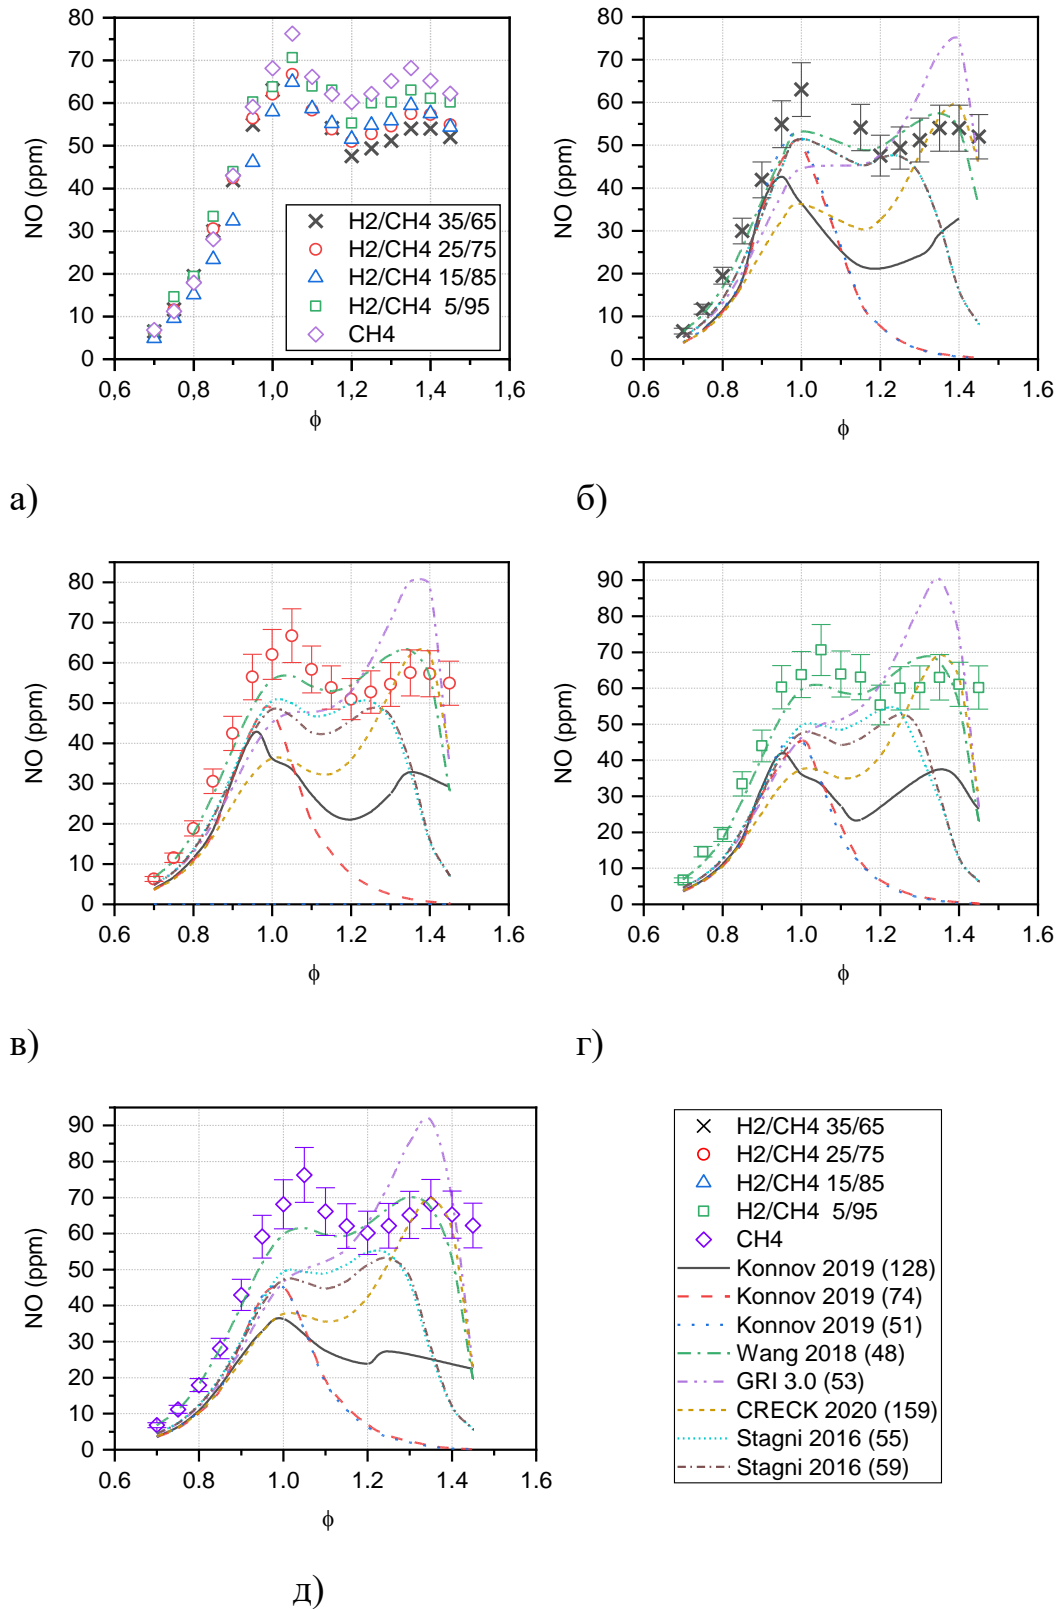 80
70
60
50
40
30
20
10
0
NO (ppm)
0.6
0.8
1,0
1,2
1,4
1.6
ϕ
H2/CH4 35/65
H2/CH4 25/75
H2/CH4 15/85
H2/CH4 5/95
CH4
а)
80
70
60
50
40
30
20
10
0
NO (ppm)
0.6
0.8
1.0
1.2
1.4
1.6
ϕ
б)
80
70
60
50
40
30
20
10
0
NO (ppm)
0.6
0.8
1.0
1.2
1.4
1.6
ϕ
в)
90
80
70
60
50
40
30
20
10
0
NO (ppm)
0.6
0.8
1.0
1.2
1.4
1.6
ϕ
г)
90
80
70
60
50
40
30
20
10
0
NO (ppm)
0.6
0.8
1.0
1.2
1.4
1.6
ϕ
д)
H2/CH4 35/65
H2/CH4 25/75
H2/CH4 15/85
H2/CH4 5/95
CH4
Konnov 2019 (128)
Konnov 2019 (74)
Konnov 2019 (51)
Wang 2018 (48)
GRI 3.0 (53)
CRECK 2020 (159)
Stagni 2016 (55)
Stagni 2016 (59)